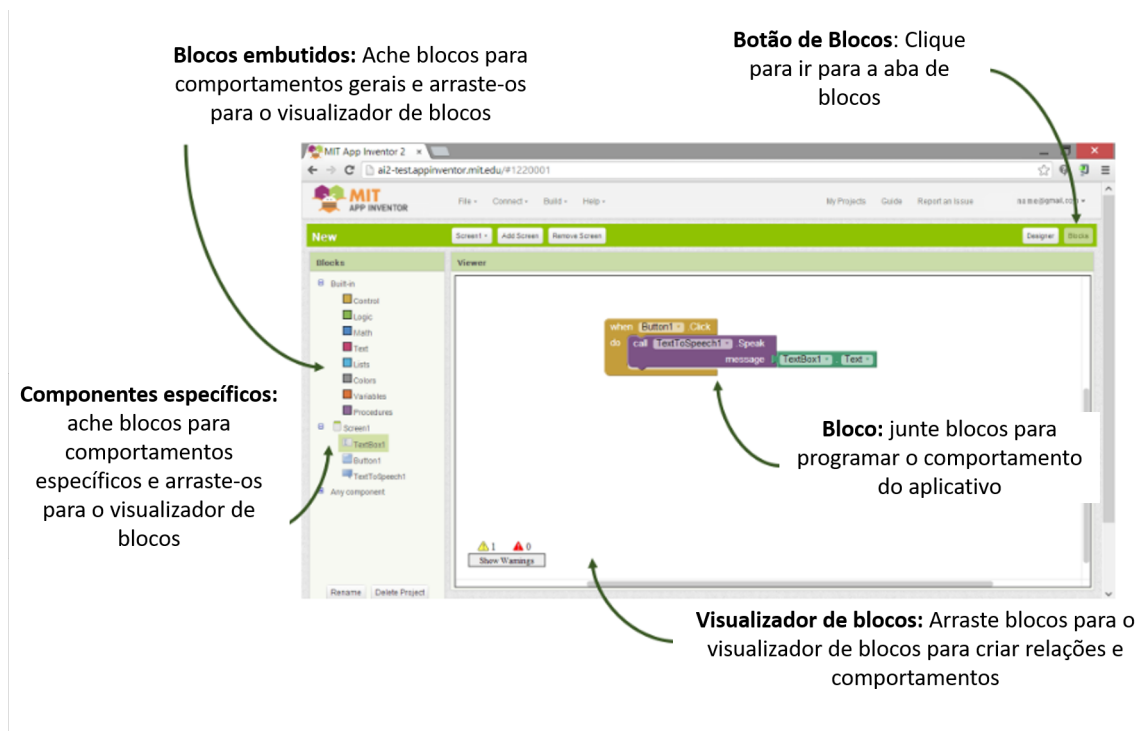 Blocos embutidos: Ache blocos para
comportamentos gerais e arraste-os
para o visualizador de blocos
Botão de Blocos: Clique
para ir para a aba de
blocos
MIT App Inventor 2
ai2-test.appinventor.mit.edu/#1220001
MIT
APP INVENTOR
File
Connect
Build
Help
My Projects
Guide
Report an Issue
New
Screen1
Add Screen
Remove Screen
Designer
Blocks
Blocks
Viewer
Built-in
Control
Logic
Math
Text
Lists
Colors
Variables
Procedures
Screen1
TextBox1
Button1
TextToSpeech1
Any component
Rename
Delete Project
when Button1 .Click
do call TextToSpeech1 .Speak
message TextBox1 . Text
1 0
Show Warnings
Componentes específicos:
ache blocos para
comportamentos
específicos e arraste-os
para o visualizador de
blocos
Bloco: junte blocos para
programar o comportamento
do aplicativo
Visualizador de blocos: Arraste blocos para o
visualizador de blocos para criar relações e
comportamentos